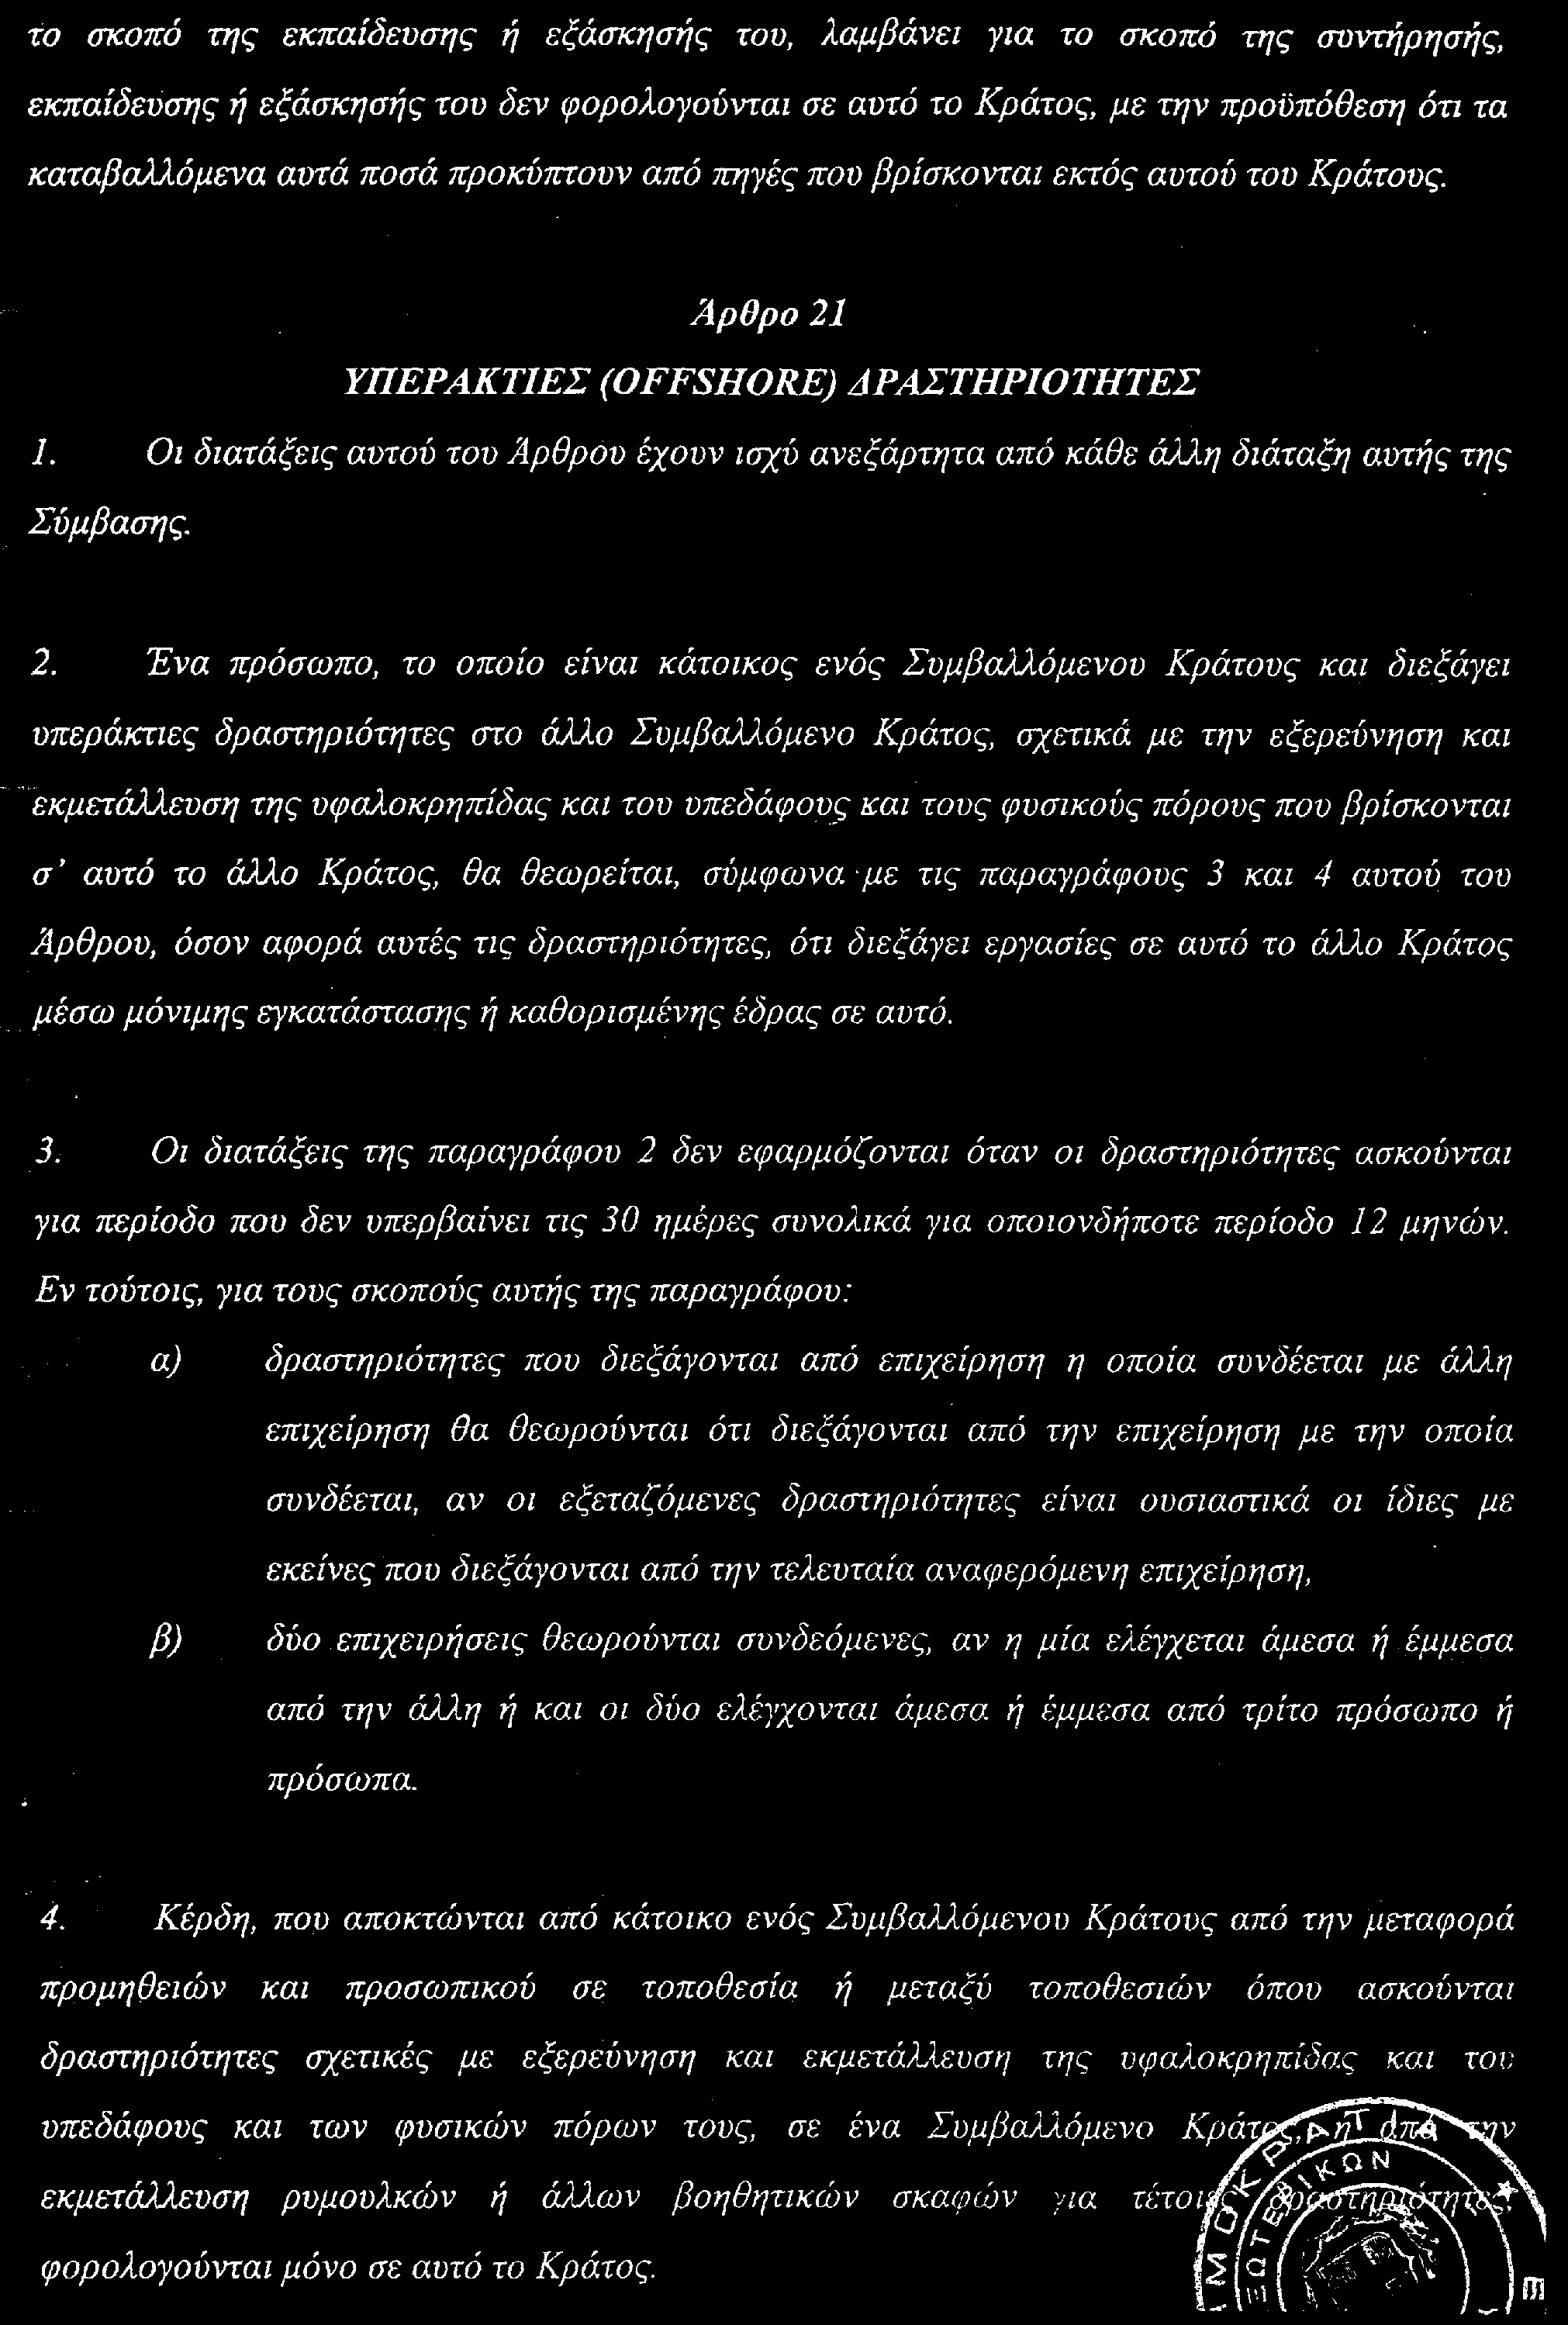 το σκοπό της εκπαίδευσης ή εξάσκησής του, λαμβάνει για το σκοπό της συντήρησής,
εκπαίδευσης ή εξάσκησής του δεν φορολογούνται σε αυτό το Κράτος, με την προϋπόθεση ότι τα
καταβαλλόμενα αυτά ποσά προκύπτουν από πηγές που βρίσκονται εκτός αυτού του Κράτους.
Άρθρο 21
ΥΠΕΡΑΚΤΙΕΣ (OFFSHORE) ΔΡΑΣΤΗΡΙΟΤΗΤΕΣ
1. Οι διατάξεις αυτού του Άρθρου έχουν ισχύ ανεξάρτητα από κάθε άλλη διάταξη αυτής της
Σύμβασης.
2. Ένα πρόσωπο, το οποίο είναι κάτοικος ενός Συμβαλλόμενου Κράτους και διεξάγει
υπεράκτιες δραστηριότητες στο άλλο Συμβαλλόμενο Κράτος, σχετικά με την εξερεύνηση και
εκμετάλλευση της υφαλοκρηπίδας και του υπεδάφους και τους φυσικούς πόρους που βρίσκονται
σ’ αυτό το άλλο Κράτος, θα θεωρείται, σύμφωνα με τις παραγράφους 3 και 4 αυτού του
Άρθρου, όσον αφορά αυτές τις δραστηριότητες, ότι διεξάγει εργασίες σε αυτό το άλλο Κράτος
μέσω μόνιμης εγκατάστασης ή καθορισμένης έδρας σε αυτό.
3. Οι διατάξεις της παραγράφου 2 δεν εφαρμόζονται όταν οι δραστηριότητες ασκούνται
για περίοδο που δεν υπερβαίνει τις 30 ημέρες συνολικά για οποιονδήποτε περίοδο 12 μηνών.
Εν τούτοις, για τους σκοπούς αυτής της παραγράφου:
α) δραστηριότητες που διεξάγονται από επιχείρηση η οποία συνδέεται με άλλη
επιχείρηση θα θεωρούνται ότι διεξάγονται από την επιχείρηση με την οποία
συνδέεται, αν οι εξεταζόμενες δραστηριότητες είναι ουσιαστικά οι ίδιες με
εκείνες που διεξάγονται από την τελευταία αναφερόμενη επιχείρηση,
β) δύο επιχειρήσεις θεωρούνται συνδεόμενες, αν η μία ελέγχεται άμεσα ή έμμεσα
από την άλλη ή και οι δύο ελέγχονται άμεσα ή έμμεσα από τρίτο πρόσωπο ή
πρόσωπα.
4. Κέρδη, που αποκτώνται από κάτοικο ενός Συμβαλλόμενου Κράτους από την μεταφορά
προμηθειών και προσωπικού σε τοποθεσία ή μεταξύ τοποθεσιών όπου ασκούνται
δραστηριότητες σχετικές με εξερεύνηση και εκμετάλλευση της υφαλοκρηπίδας και του
υπεδάφους και των φυσικών πόρων τους, σε ένα Συμβαλλόμενο Κράτος, ή από την
εκμετάλλευση ρυμουλκών ή άλλων βοηθητικών σκαφών για τέτοιες δραστηριότητες,
φορολογούνται μόνο σε αυτό το Κράτος.